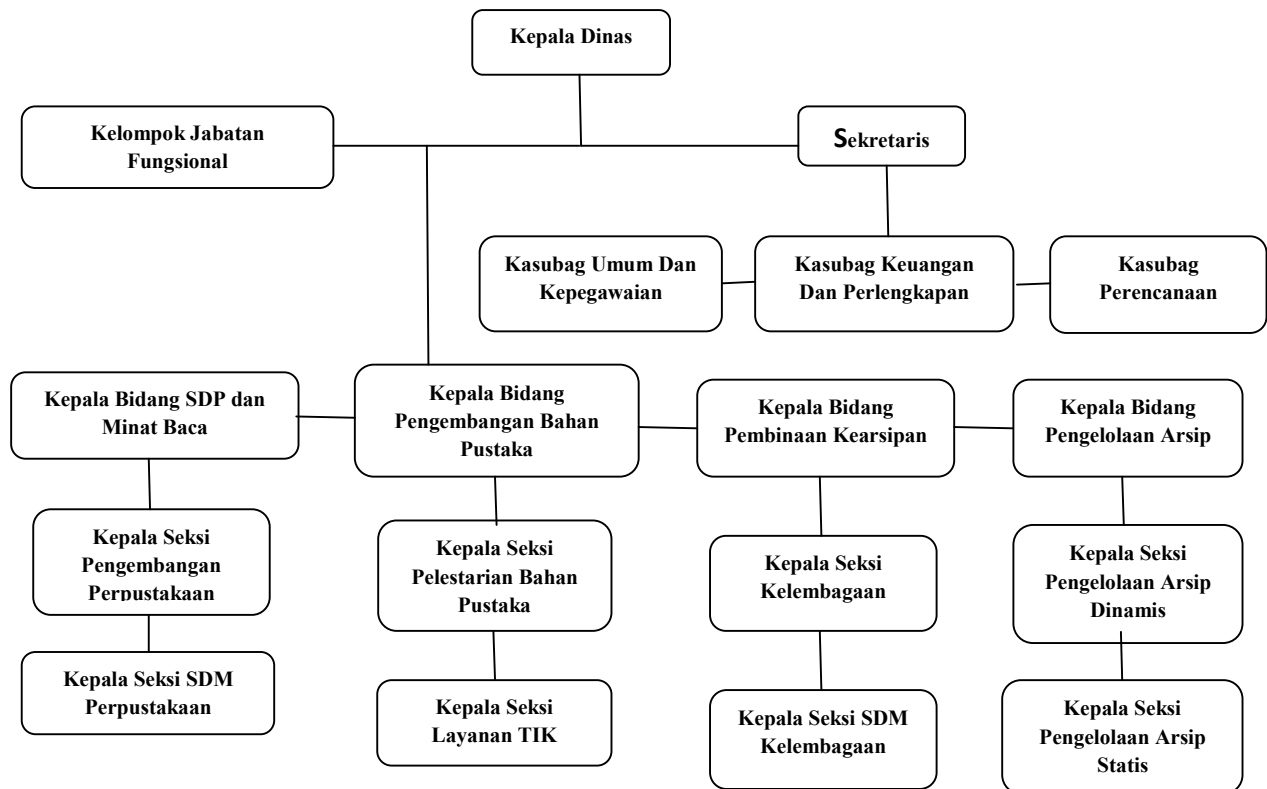 Kepala Dinas
Kelompok Jabatan
Fungsional
Sekretaris
Kasubag Umum Dan
Kepegawaian
Kasubag Keuangan
Dan Perlengkapan
Kasubag
Perencanaan
Kepala Bidang SDP dan
Minat Baca
Kepala Bidang
Pengembangan Bahan
Pustaka
Kepala Bidang
Pembinaan Kearsipan
Kepala Bidang
Pengelolaan Arsip
Kepala Seksi
Pengembangan
Perpustakaan
Kepala Seksi
Pelestarian Bahan
Pustaka
Kepala Seksi
Kelembagaan
Kepala Seksi
Pengelolaan Arsip
Dinamis
Kepala Seksi SDM
Perpustakaan
Kepala Seksi
Layanan TIK
Kepala Seksi SDM
Kelembagaan
Kepala Seksi
Pengelolaan Arsip
Statis